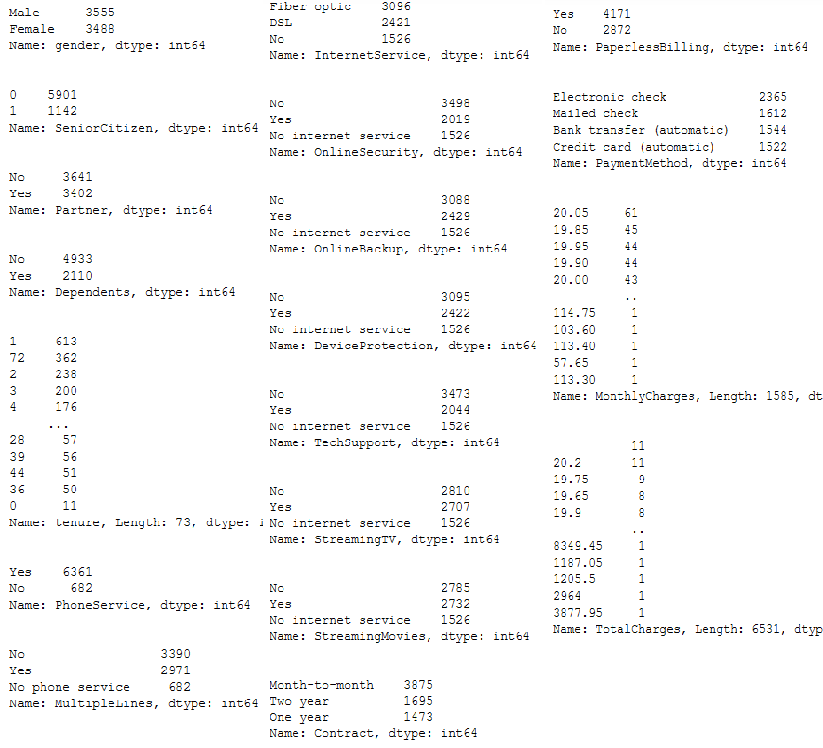 Male 3555
Female 3488
Name: gender, dtype: int64
0 5901
1 1142
Name: SeniorCitizen, dtype: int64
No 3641
Yes 3402
Name: Partner, dtype: int64
No 4933
Yes 2110
Name: Dependents, dtype: int64
1 613
72 362
2 238
3 200
4 176
...
28 57
39 56
44 51
36 50
0 11
Name: tenure, Length: 73, dtype: i
Yes 6361
No 682
Name: PhoneService, dtype: int64
No 3390
Yes 2971
No phone service 682
Name: MultipleLines, dtype: int64
Fiber optic 3096
DSL 2421
No 1526
Name: InternetService, dtype: int64
No 3498
Yes 2019
No internet service 1526
Name: OnlineSecurity, dtype: int64
No 3088
Yes 2429
No internet service 1526
Name: OnlineBackup, dtype: int64
No 3095
Yes 2422
No internet service 1526
Name: DeviceProtection, dtype: int64
No 3473
Yes 2044
No internet service 1526
Name: TechSupport, dtype: int64
No 2810
Yes 2707
No internet service 1526
Name: StreamingTV, dtype: int64
No 2785
Yes 2732
No internet service 1526
Name: StreamingMovies, dtype: int64
Month-to-month 3875
Two year 1695
One year 1473
Name: Contract, dtype: int64
Yes 4171
No 2872
Name: PaperlessBilling, dtype: int64
Electronic check 2365
Mailed check 1612
Bank transfer (automatic) 1544
Credit card (automatic) 1522
Name: PaymentMethod, dtype: int64
20.05 61
19.85 45
19.95 44
19.90 44
20.00 43
..
114.75 1
103.60 1
113.40 1
57.65 1
113.30 1
Name: MonthlyCharges, Length: 1585, dt
11
20.2 11
19.75 9
19.65 8
19.9 8
..
8349.45 1
1187.05 1
1205.5 1
2964 1
3877.95 1
Name: TotalCharges, Length: 6531, dtyp